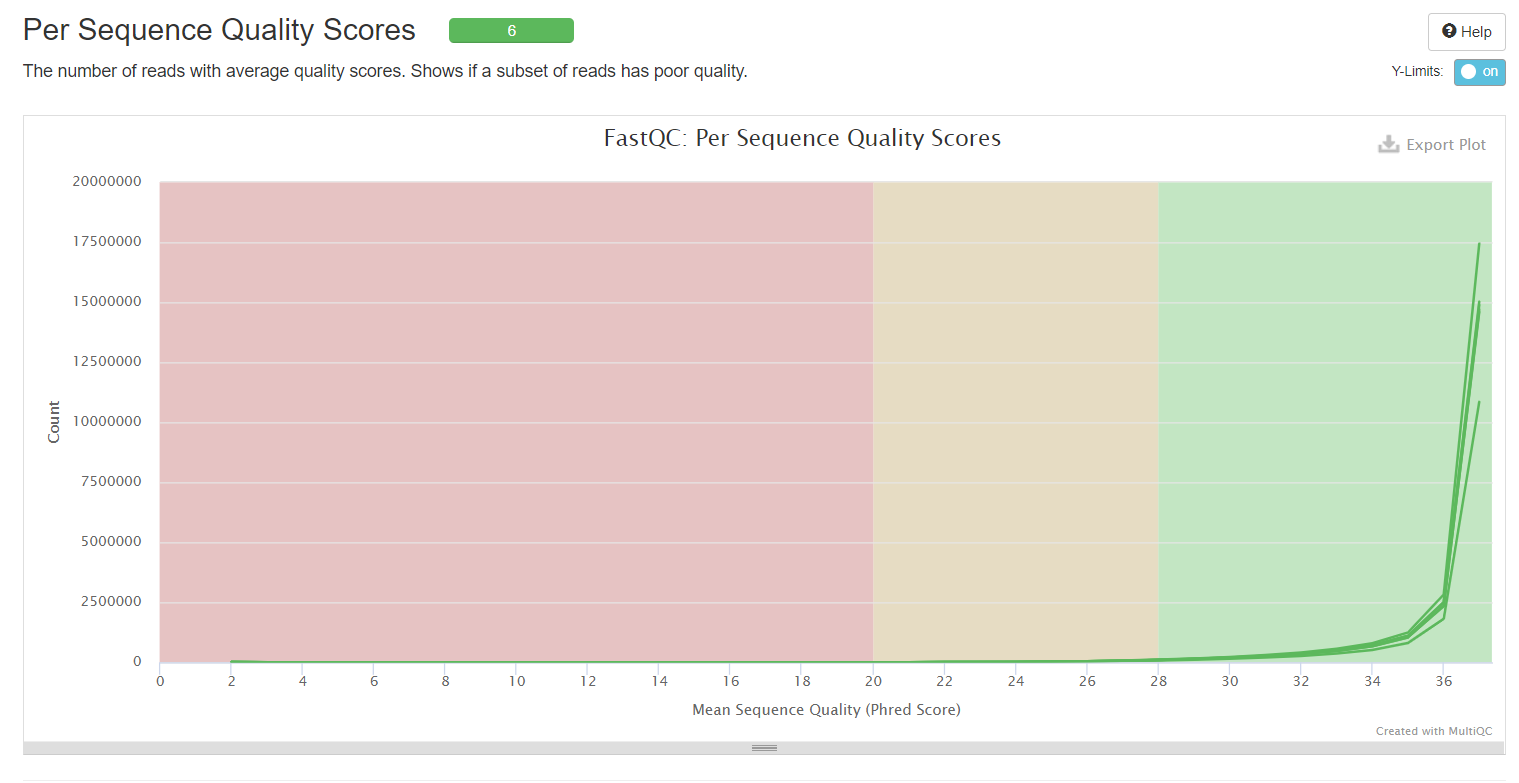 Per Sequence Quality Scores
6
Help
The number of reads with average quality scores. Shows if a subset of reads has poor quality.
Y-Limits:
on
FastQC: Per Sequence Quality Scores
Export Plot
20000000
17500000
15000000
12500000
10000000
7500000
5000000
2500000
0
Count
0 2 4 6 8 10 12 14 16 18 20 22 24 26 28 30 32 34 36
Mean Sequence Quality (Phred Score)
Created with MultiQC